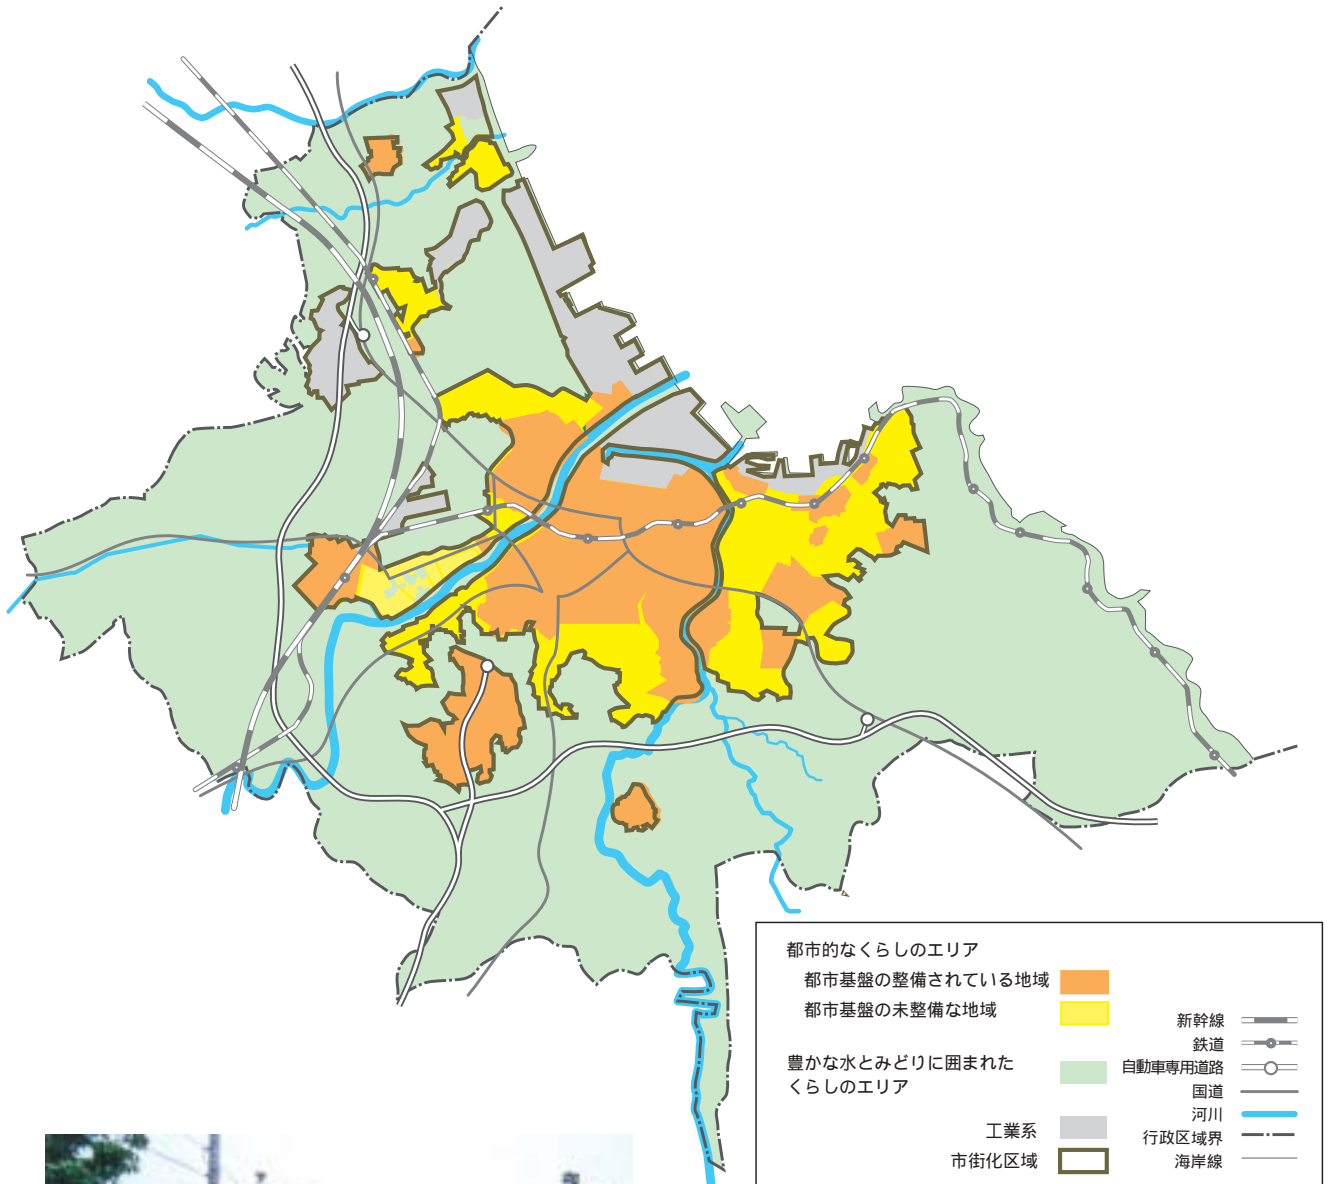 都市的なくらしのエリア
都市基盤の整備されている地域
都市基盤の未整備な地域
豊かな水とみどりに囲まれた
くらしのエリア
工業系
市街化区域
新幹線
鉄道
自動車専用道路
国道
河川
行政区域界
海岸線